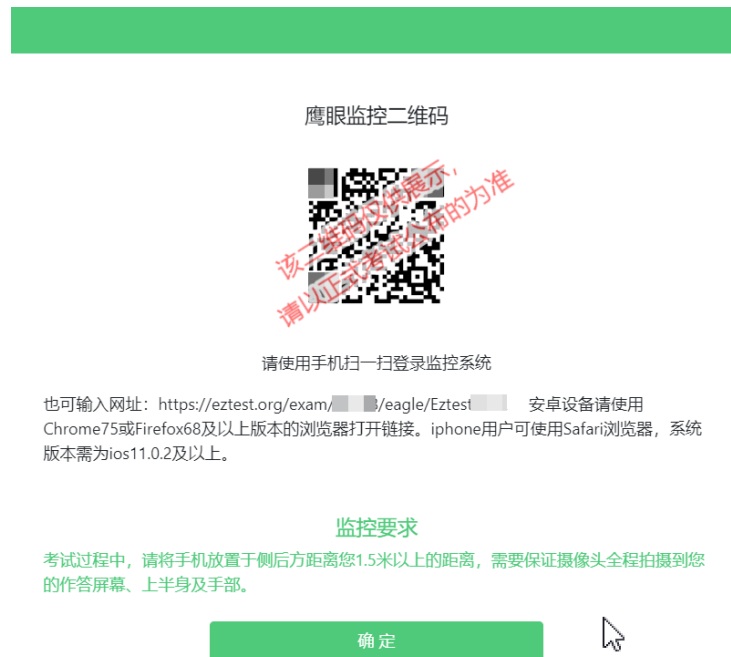 鹰眼监控二维码
该二维码仅供展示，
请以正式考试公布的为准
请使用手机扫一扫登录监控系统
也可输入网址：https://eztest.org/exam/ /eagle/Eztest 安卓设备请使用
Chrome75或Firefox68及以上版本的浏览器打开链接。iphone用户可使用Safari浏览器，系统
版本需为ios11.0.2及以上。
监控要求
考试过程中，请将手机放置于侧后方距离您1.5米以上的距离，需要保证摄像头全程拍摄到您
的作答屏幕、上半身及手部。
确定